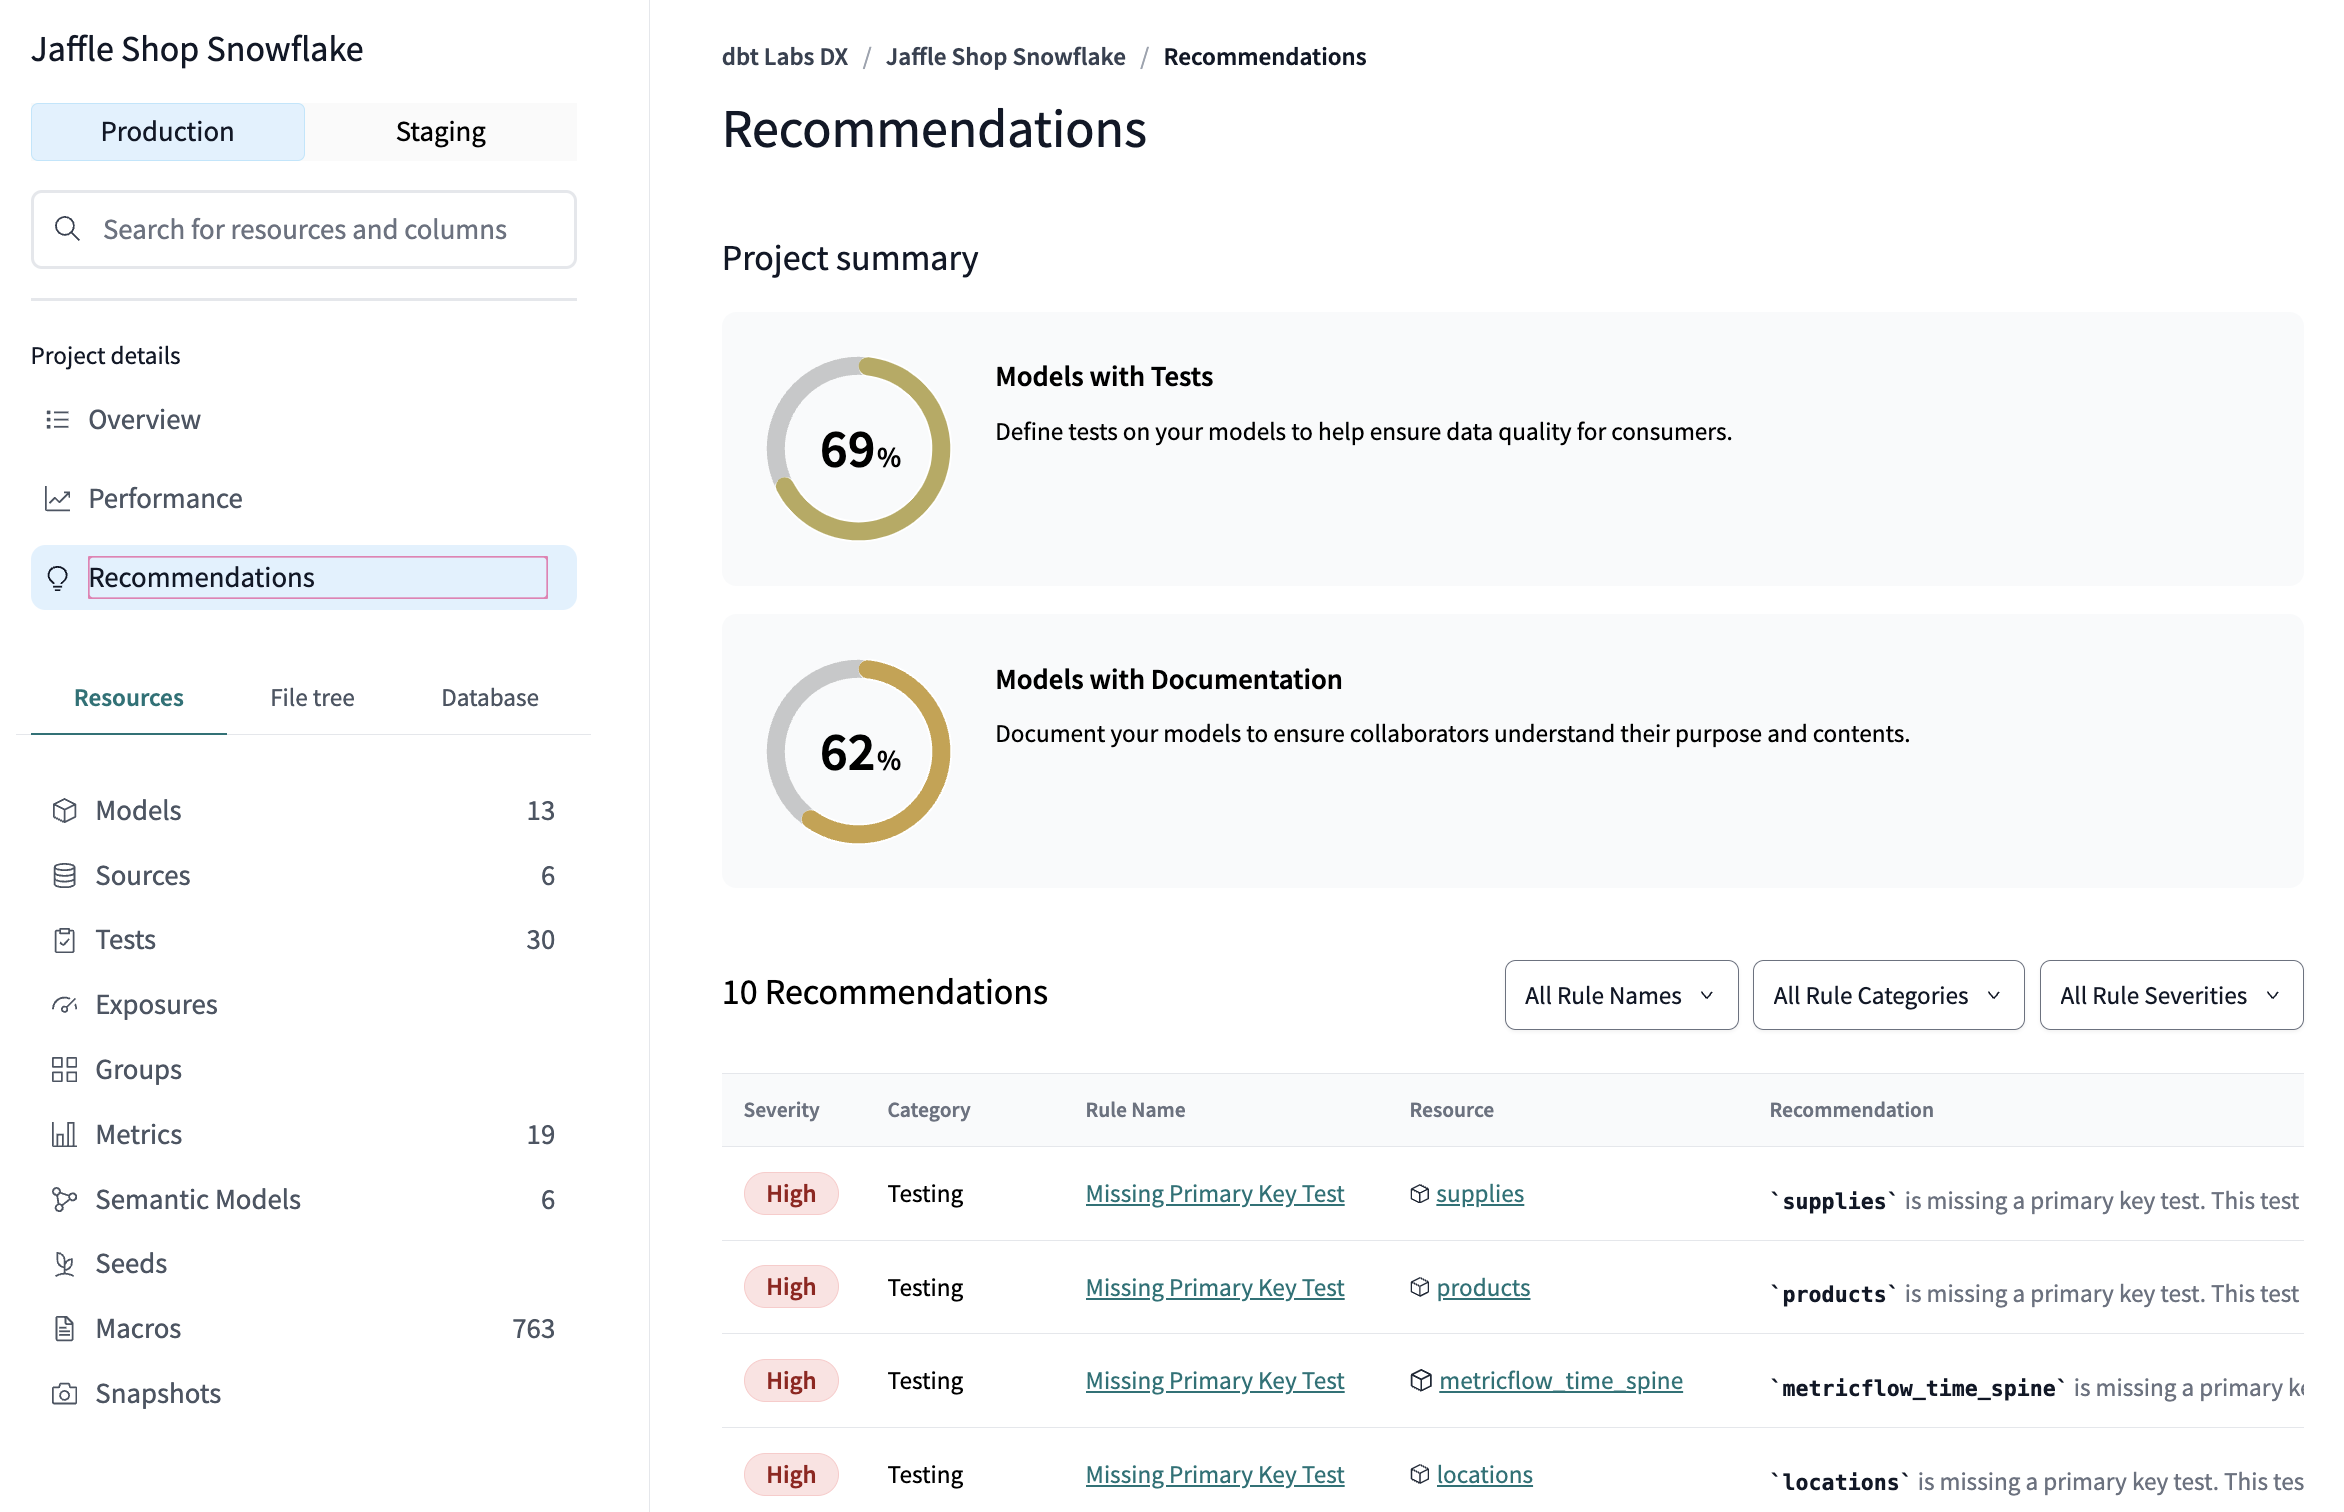 Jaffle Shop Snowflake
Production
Staging
Search for resources and columns
Project details
Overview
Performance
Recommendations
Resources
File tree
Database
Models 13
Sources 6
Tests 30
Exposures
Groups
Metrics 19
Semantic Models 6
Seeds
Macros 763
Snapshots
dbt Labs DX / Jaffle Shop Snowflake / Recommendations
Recommendations
Project summary
69%
Models with Tests
Define tests on your models to help ensure data quality for consumers.
62%
Models with Documentation
Document your models to ensure collaborators understand their purpose and contents.
10 Recommendations
All Rule Names
All Rule Categories
All Rule Severities
Severity Category Rule Name Resource Recommendation
High Testing Missing Primary Key Test supplies `supplies` is missing a primary key test. This test
High Testing Missing Primary Key Test products `products` is missing a primary key test. This test
High Testing Missing Primary Key Test metricflow_time_spine `metricflow_time_spine` is missing a primary
High Testing Missing Primary Key Test locations `locations` is missing a primary key test. This